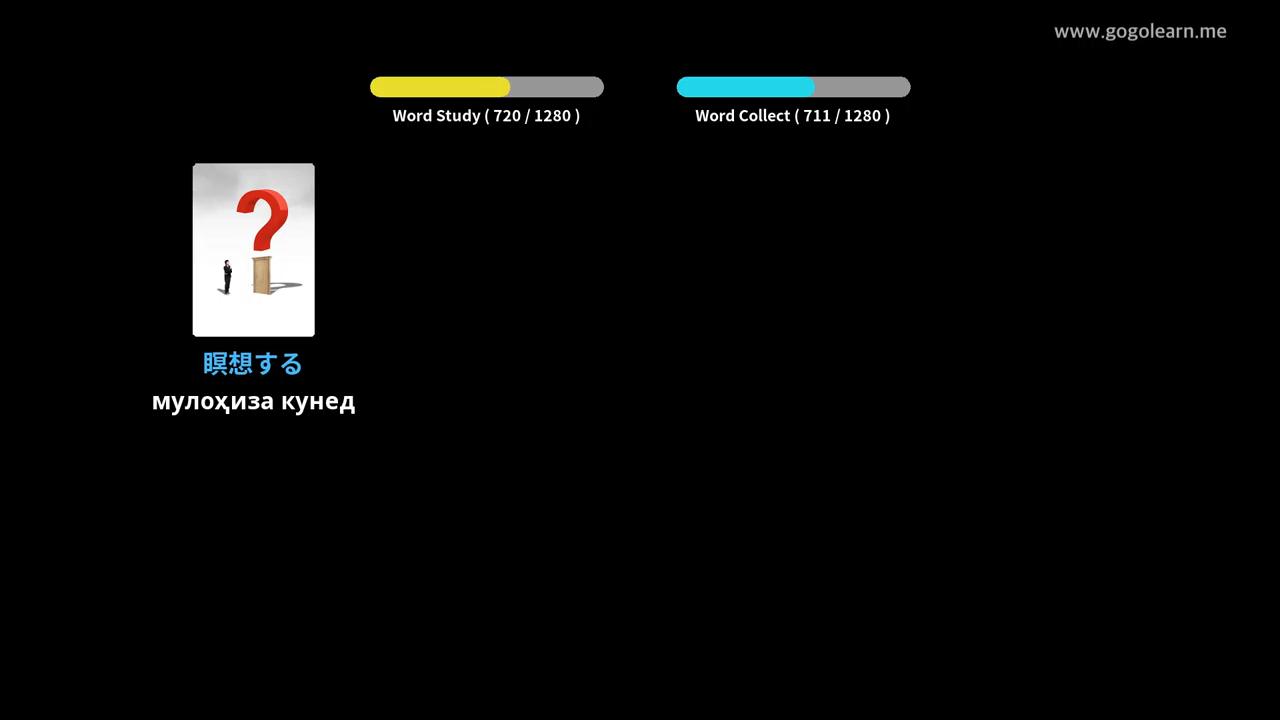 www.gogolearn.me
Word Study ( 720 / 1280 )
Word Collect ( 711 / 1280 )
?
瞑想する
мулоҳиза кунед